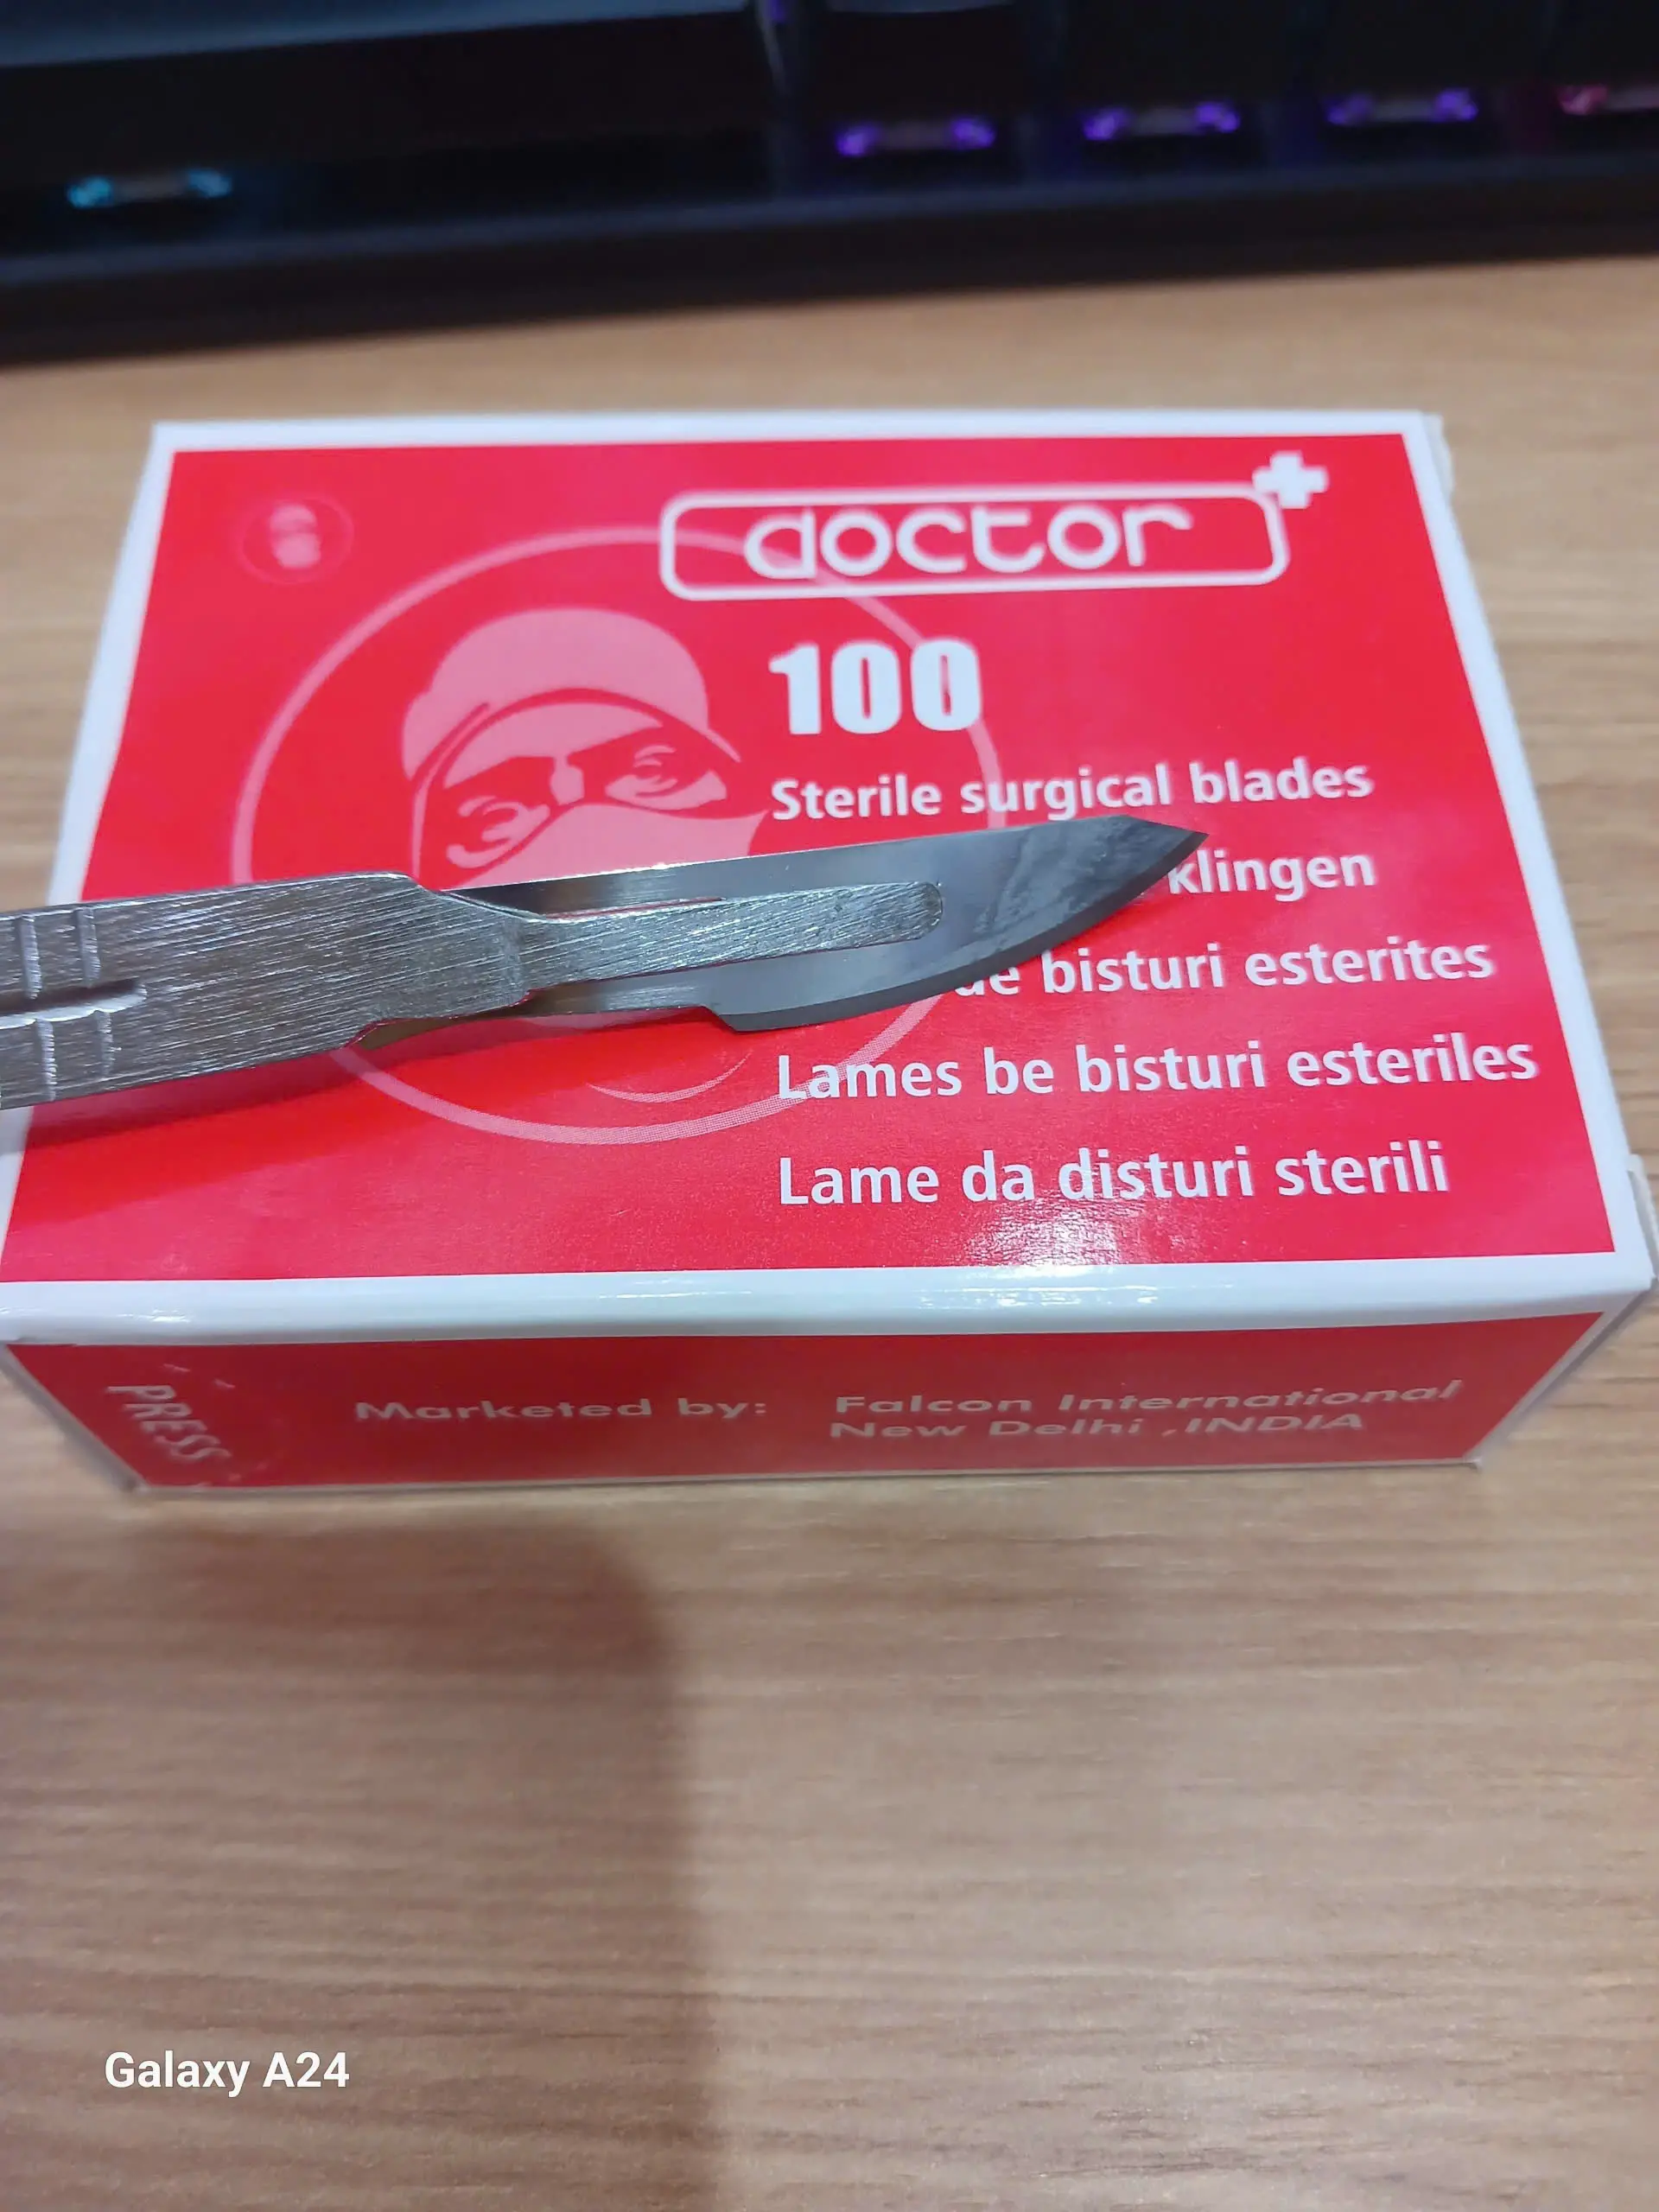 doctor
100
Sterile surgical blades
klingen
de bisturi esterites
Lames be bisturi esteriles
Lame da disturi sterili
PRESS
Marketed by: Falcon International
New Delhi ,INDIA
Galaxy A24